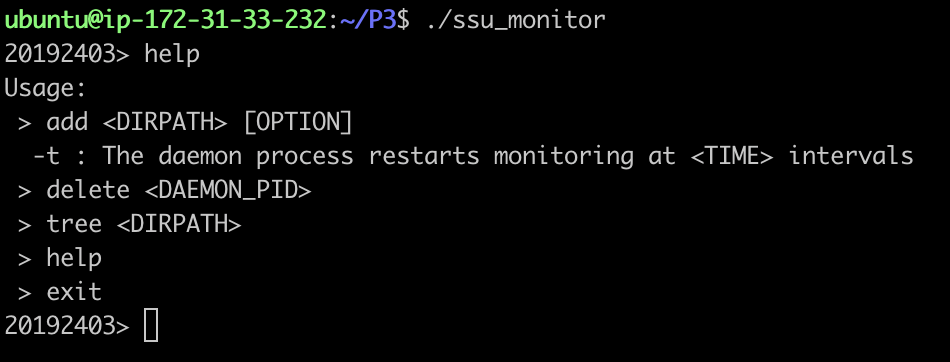 ubuntu@ip-172-31-33-232:~/P3$ ./ssu_monitor
20192403> help
Usage:
 > add <DIRPATH> [OPTION]
  -t : The daemon process restarts monitoring at <TIME> intervals
 > delete <DAEMON_PID>
 > tree <DIRPATH>
 > help
 > exit
20192403>